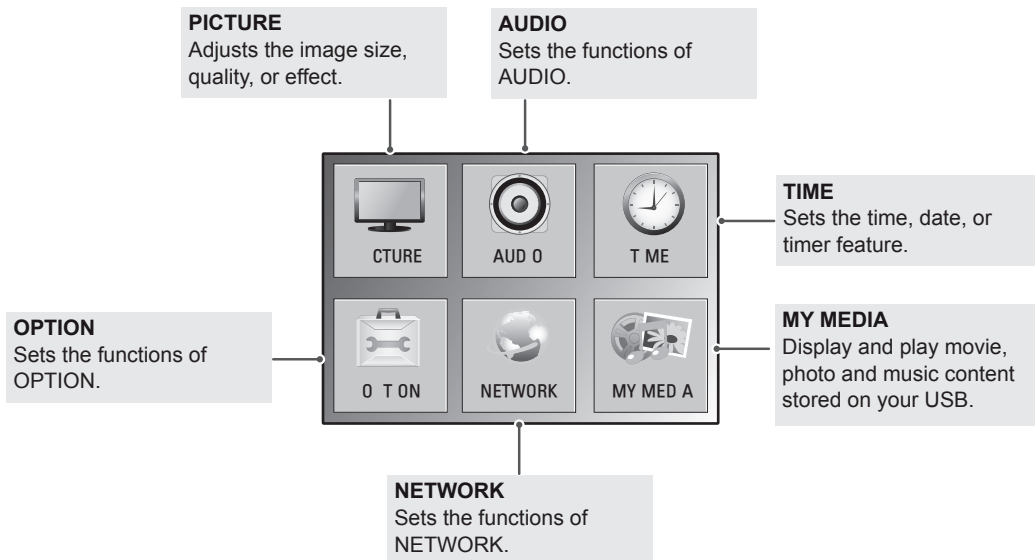 PICTURE
Adjusts the image size,
quality, or effect.
AUDIO
Sets the functions of
AUDIO.
CTURE
AUD O
T ME
TIME
Sets the time, date, or
timer feature.
OPTION
Sets the functions of
OPTION.
O T ON
NETWORK
MY MED A
MY MEDIA
Display and play movie,
photo and music content
stored on your USB.
NETWORK
Sets the functions of
NETWORK.